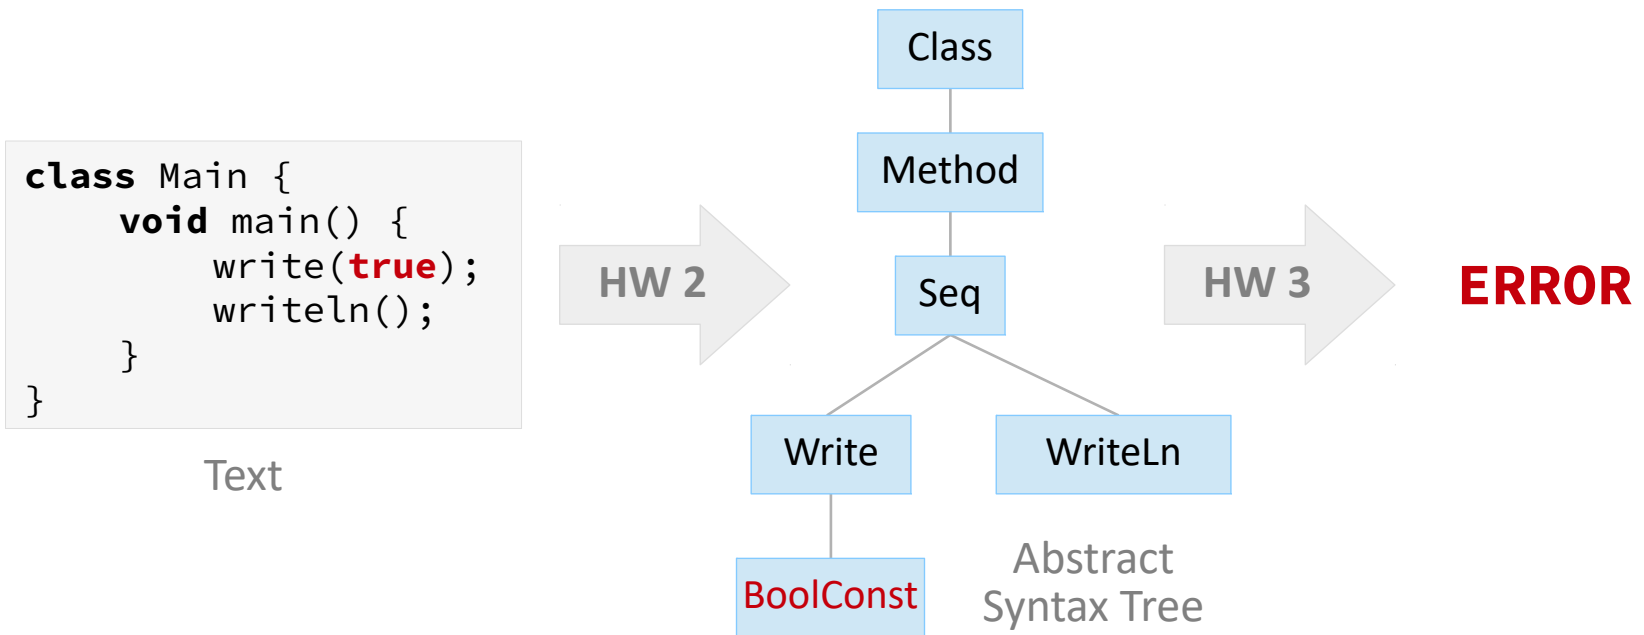 class Main {
void main() {
write(true);
writeln();
}
}
Text
HW 2
Class
Method
Seq
Write
WriteLn
BoolConst
Abstract
Syntax Tree
HW 3
ERROR